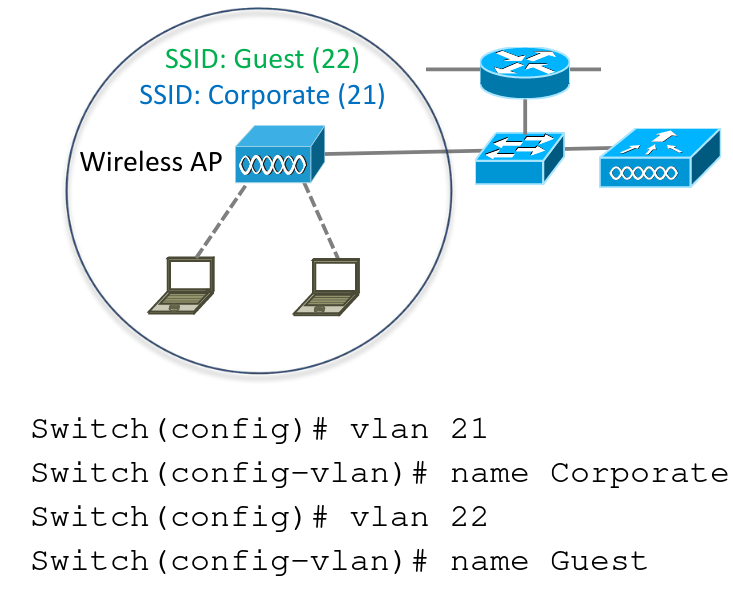 SSID: Guest (22)
SSID: Corporate (21)
Wireless AP
Switch(config)# vlan 21
Switch(config-vlan)# name Corporate
Switch(config)# vlan 22
Switch(config-vlan)# name Guest